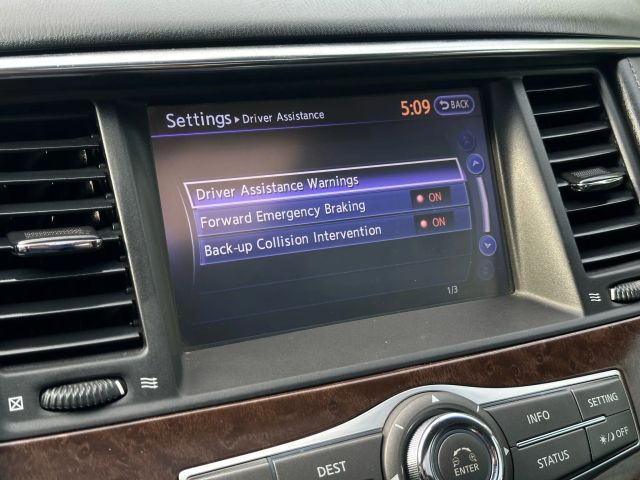 Settings ▸ Driver Assistance 5:09 BACK
Driver Assistance Warnings
Forward Emergency Braking ON
Back-up Collision Intervention ON
1/3
DEST ENTER INFO SETTING
STATUS OFF